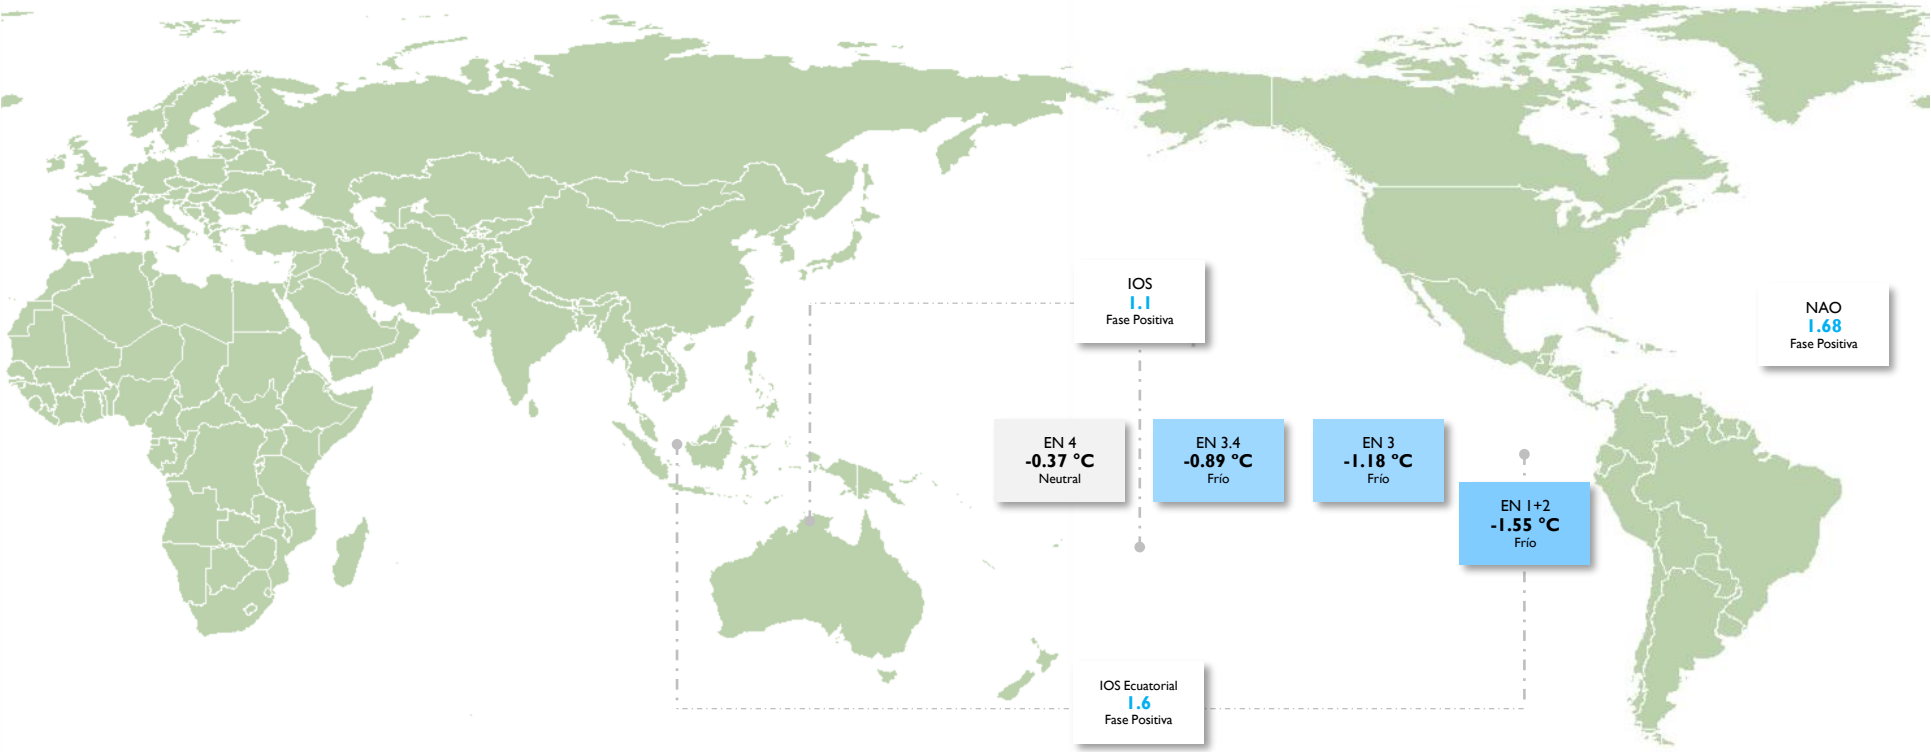 IOS
1.1
Fase Positiva
NAO
1.68
Fase Positiva
EN 4
-0.37 °C
Neutral
EN 3.4
-0.89 °C
Frío
EN 3
-1.18 °C
Frío
EN 1+2
-1.55 °C
Frío
IOS Ecuatorial
1.6
Fase Positiva